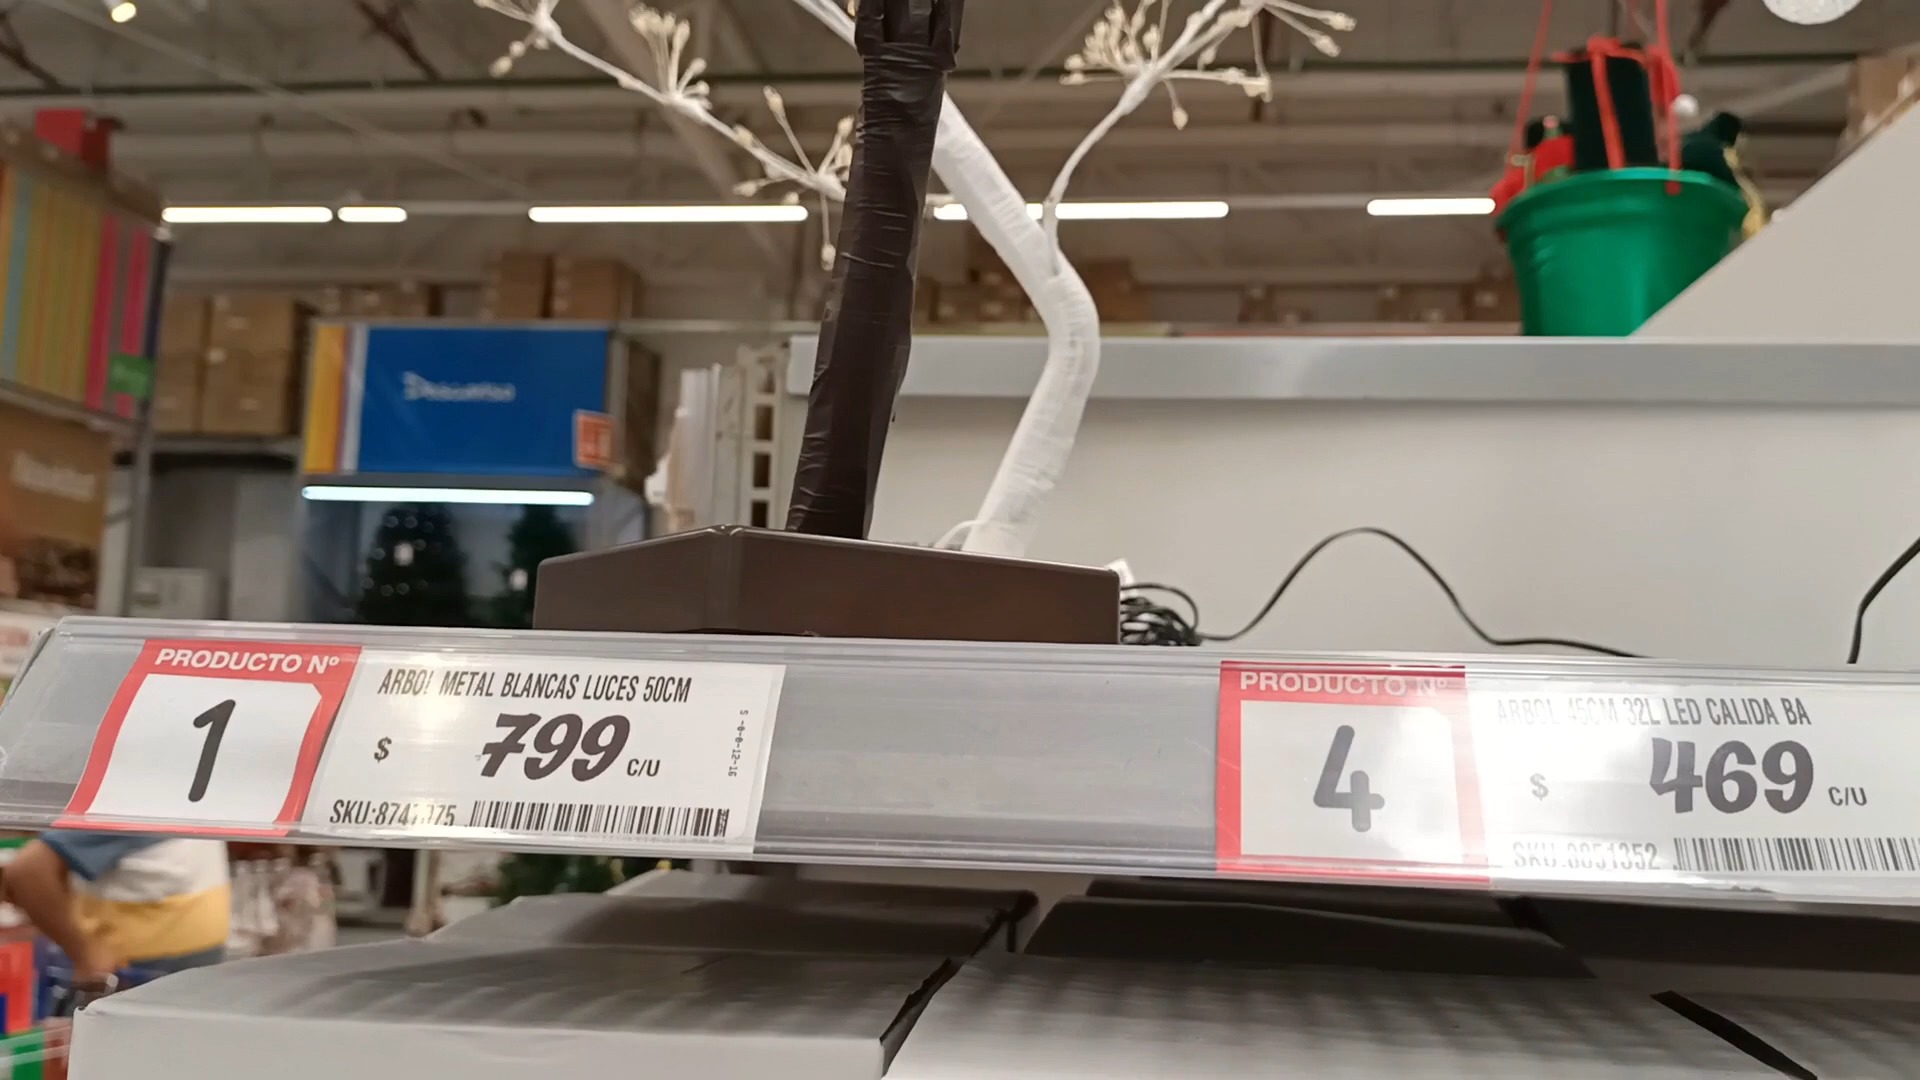 PRODUCTO Nº
1
ARBOL METAL BLANCAS LUCES 50CM
$ 799 C/U
PRODUCTO Nº
4
ARBOL 45CM 32L LED CALIDA BA
$ 469 C/U
Descanso